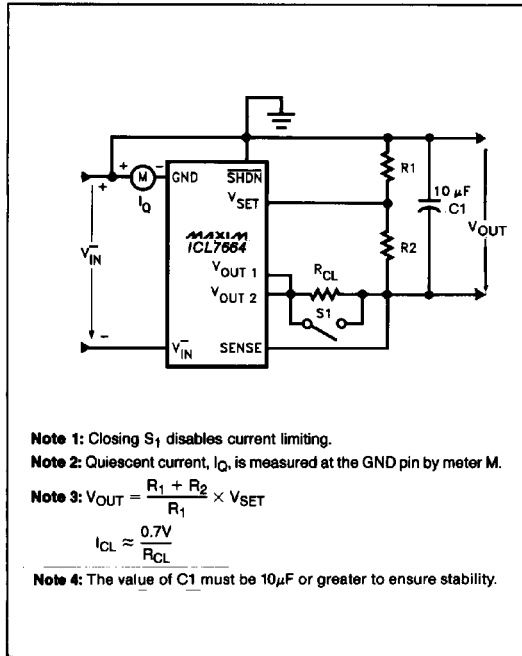 +
M
−
GND
SHDN
R1
+
I_Q
V_SET
10 μF
C1
MAXIM
ICL7664
R2
V_OUT
V_IN^−
V_OUT 1
R_CL
V_OUT 2
S1
−
V_IN^−
SENSE
Note 1: Closing S₁ disables current limiting.
Note 2: Quiescent current, I_Q, is measured at the GND pin by meter M.
Note 3: V_OUT = (R₁ + R₂) / R₁ × V_SET
I_CL ≈ 0.7V / R_CL
Note 4: The value of C1 must be 10μF or greater to ensure stability.